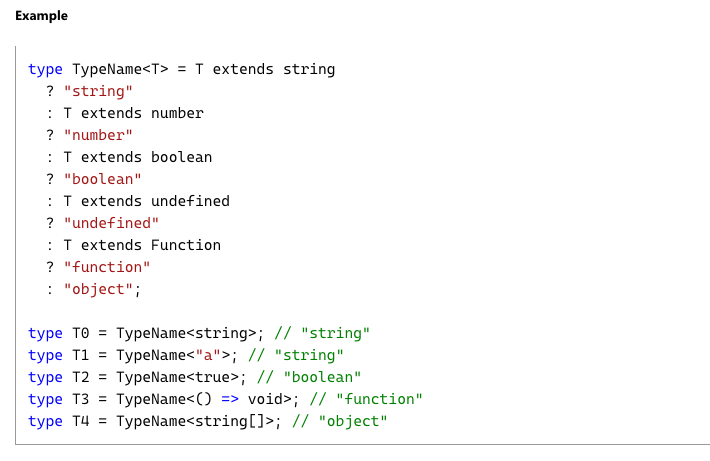 Example
type TypeName<T> = T extends string
  ? "string"
  : T extends number
  ? "number"
  : T extends boolean
  ? "boolean"
  : T extends undefined
  ? "undefined"
  : T extends Function
  ? "function"
  : "object";
type T0 = TypeName<string>; // "string"
type T1 = TypeName<"a">; // "string"
type T2 = TypeName<true>; // "boolean"
type T3 = TypeName<() => void>; // "function"
type T4 = TypeName<string[]>; // "object"